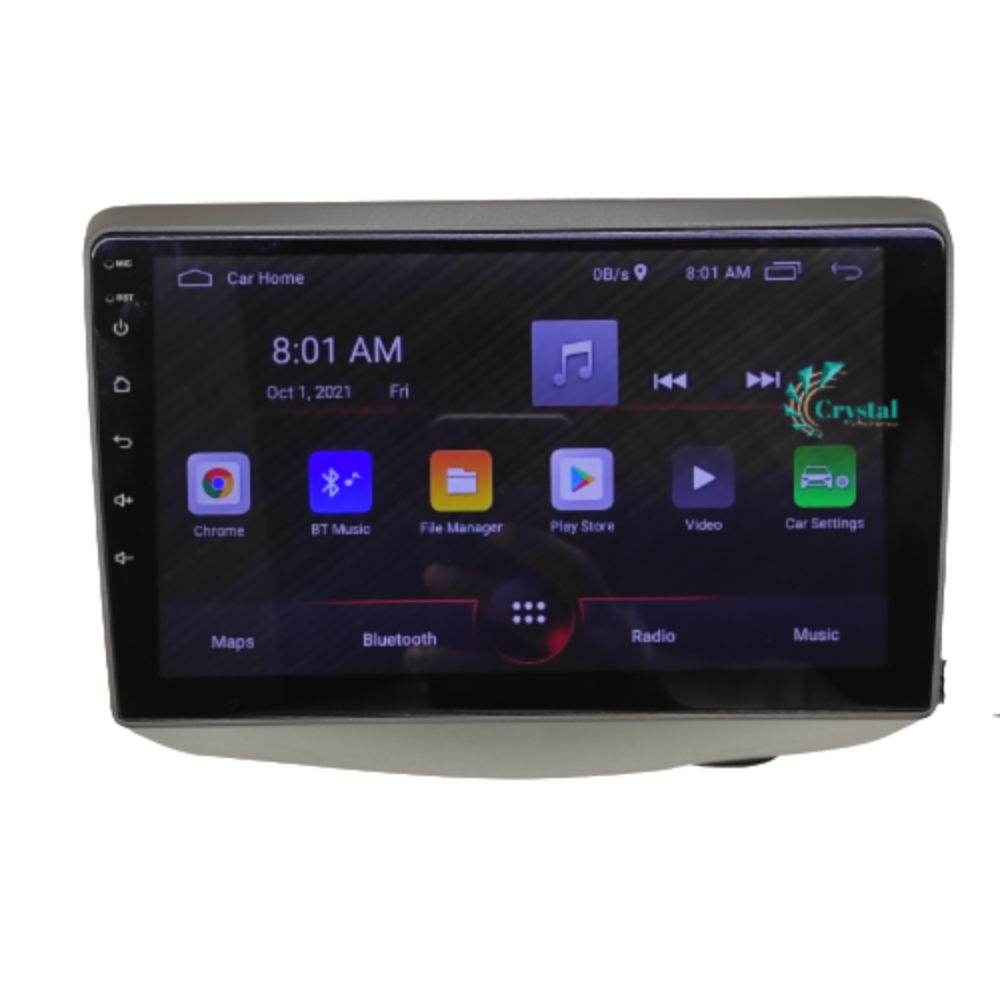 MIC
RST
Car Home
0B/s
8:01 AM
8:01 AM
Oct 1, 2021 Fri
Crystal
Chrome
BT Music
File Manager
Play Store
Video
Car Settings
Maps
Bluetooth
Radio
Music